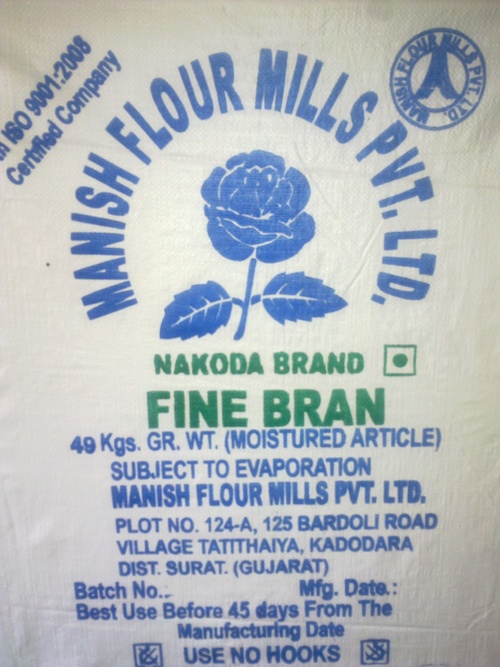 n ISO 9001:2008
Certified Company
MANISH FLOUR MILLS PVT. LTD.
MANISH FLOUR MILLS PVT. LTD.
NAKODA BRAND
FINE BRAN
49 Kgs. GR. WT. (MOISTURED ARTICLE)
SUBJECT TO EVAPORATION
MANISH FLOUR MILLS PVT. LTD.
PLOT NO. 124-A, 125 BARDOLI ROAD
VILLAGE TATITHAIYA, KADODARA
DIST. SURAT. (GUJARAT)
Batch No.:. Mfg. Date.:
Best Use Before 45 days From The
Manufacturing Date
USE NO HOOKS